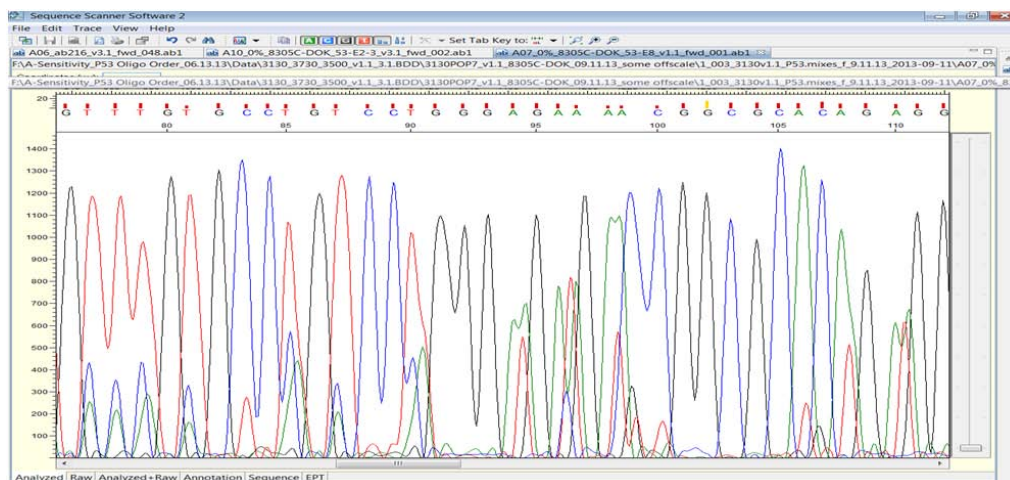 Sequence Scanner Software 2
File Edit Trace View Help
Set Tab Key to:
A06_ab216_v3.1_fwd_048.ab1 A10_0%_8305C-DOK_53-E2-3_v3.1_fwd_002.ab1 A07_0%_8305C-DOK_53-E8_v1.1_fwd_001.ab1
F:\A-Sensitivity_P53 Oligo Order_06.13.13\Data\3130_3730_3500_v1.1_3.1.BDD\3130POP7_v1.1_8305C-DOK_09.11.13_some offscale\1_003_3130v1.1_P53.mixes_f_9.11.13_2013-09-11\A07_0%
F:\A-Sensitivity_P53 Oligo Order_06.13.13\Data\3130_3730_3500_v1.1_3.1.BDD\3130POP7_v1.1_8305C-DOK_09.11.13_some offscale\1_003_3130v1.1_P53.mixes_f_9.11.13_2013-09-11\A07_0%_8
20
G T T T G T G C C T G T C C T G G G A G A A A A C G G C G C A C A G A G G
80 85 90 95 100 105 110
1400
1300
1200
1100
1000
900
800
700
600
500
400
300
200
100
Analyzed Raw Analyzed+Raw Annotation Sequence EPT